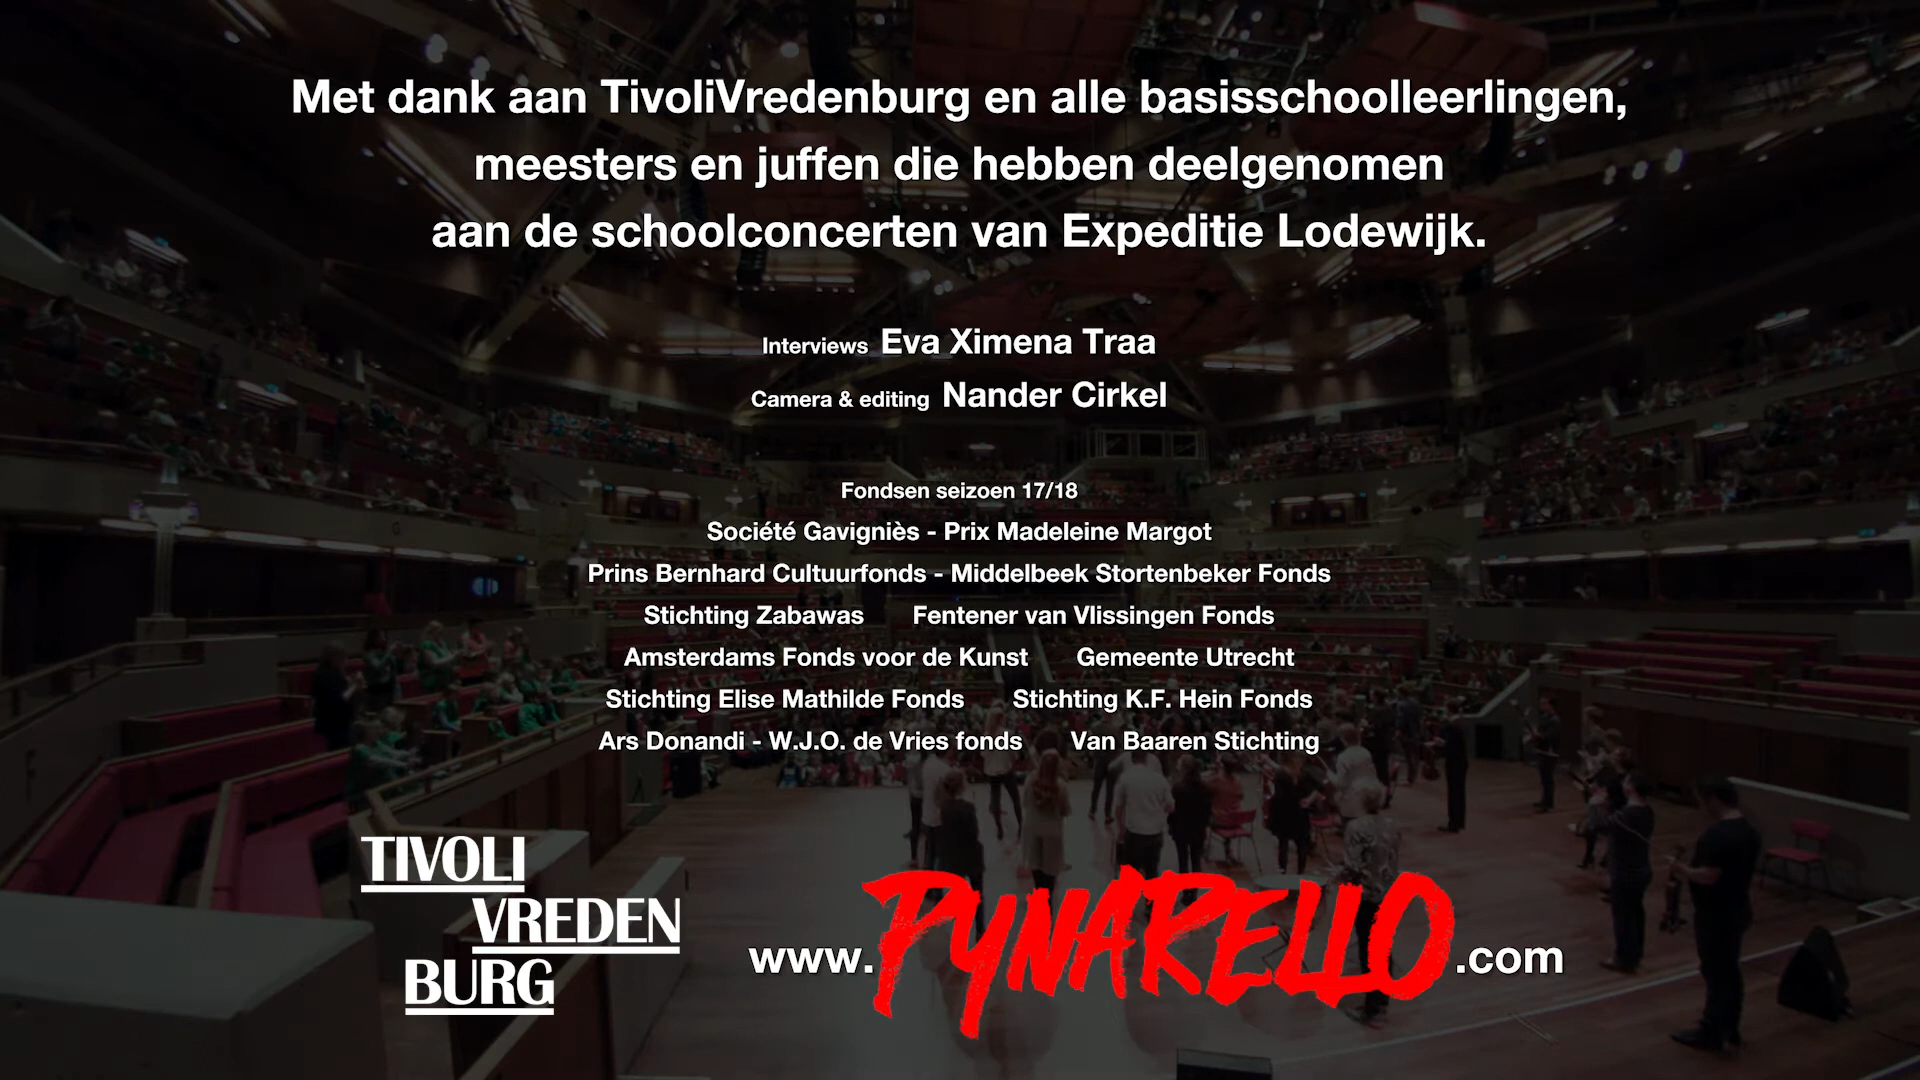 Met dank aan TivoliVredenburg en alle basisschoolleerlingen,
meesters en juffen die hebben deelgenomen
aan de schoolconcerten van Expeditie Lodewijk.
Interviews Eva Ximena Traa
Camera & editing Nander Cirkel
Fondsen seizoen 17/18
Société Gavigniès - Prix Madeleine Margot
Prins Bernhard Cultuurfonds - Middelbeek Stortenbeker Fonds
Stichting Zabawas Fentener van Vlissingen Fonds
Amsterdams Fonds voor de Kunst Gemeente Utrecht
Stichting Elise Mathilde Fonds Stichting K.F. Hein Fonds
Ars Donandi - W.J.O. de Vries fonds Van Baaren Stichting
TIVOLI
VREDEN
BURG
www.PYNARELLO.com